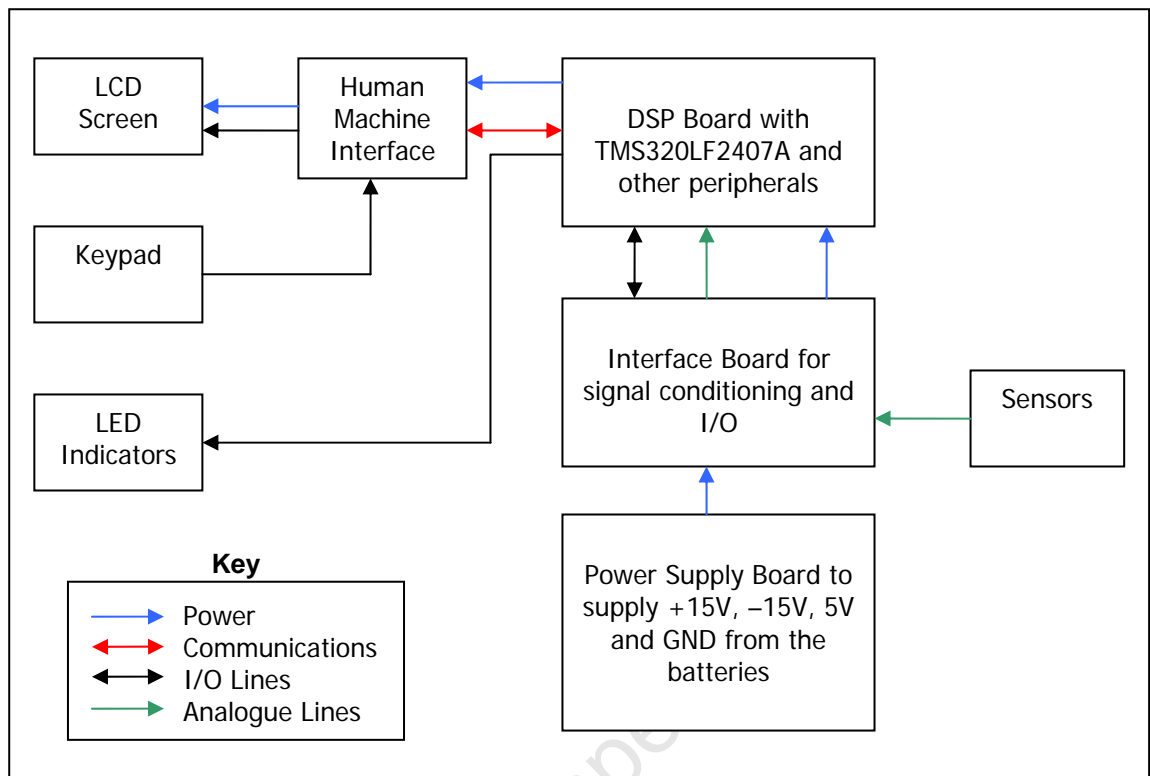 LCD
Screen
Human
Machine
Interface
DSP Board with
TMS320LF2407A and
other peripherals
Keypad
Interface Board for
signal conditioning and
I/O
Sensors
LED
Indicators
Power Supply Board to
supply +15V, –15V, 5V
and GND from the
batteries
Key
Power
Communications
I/O Lines
Analogue Lines